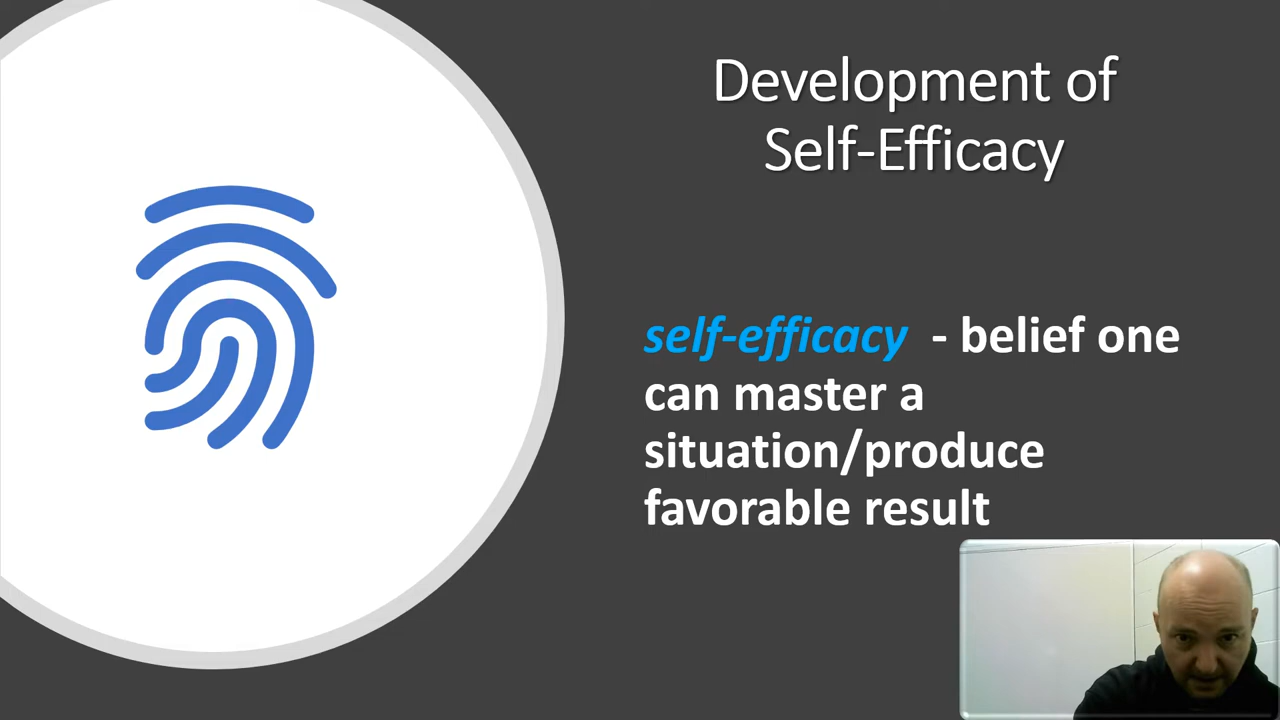 Development of
Self-Efficacy
self-efficacy - belief one
can master a
situation/produce
favorable result